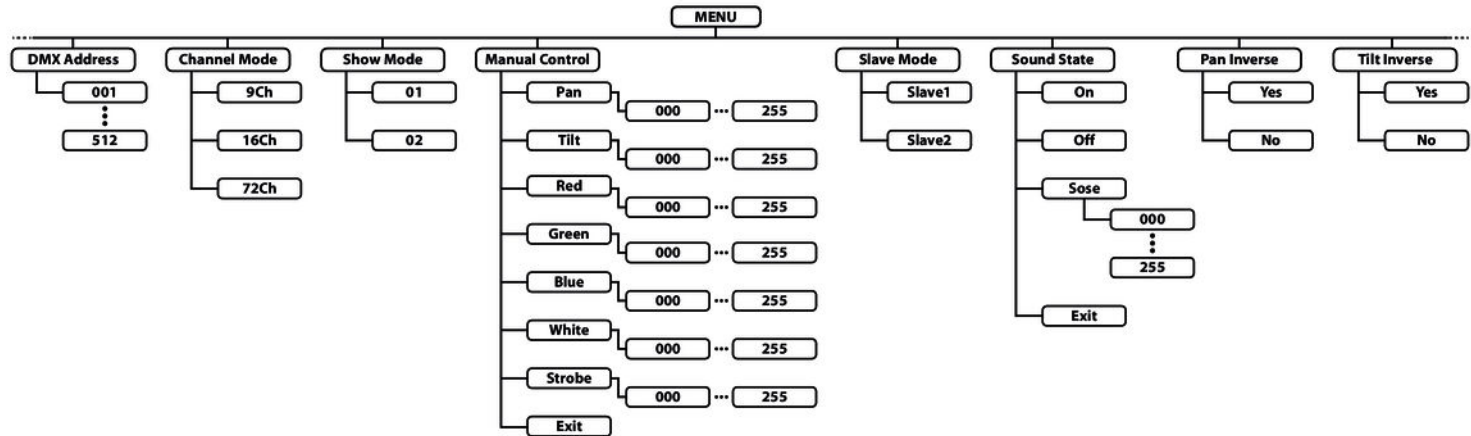 MENU
DMX Address
Channel Mode
Show Mode
Manual Control
Slave Mode
Sound State
Pan Inverse
Tilt Inverse
001
512
9Ch
16Ch
72Ch
01
02
Pan
000 ... 255
Tilt
000 ... 255
Red
000 ... 255
Green
000 ... 255
Blue
000 ... 255
White
000 ... 255
Strobe
000 ... 255
Exit
Slave1
Slave2
On
Off
Sose
000
255
Exit
Yes
No
Yes
No